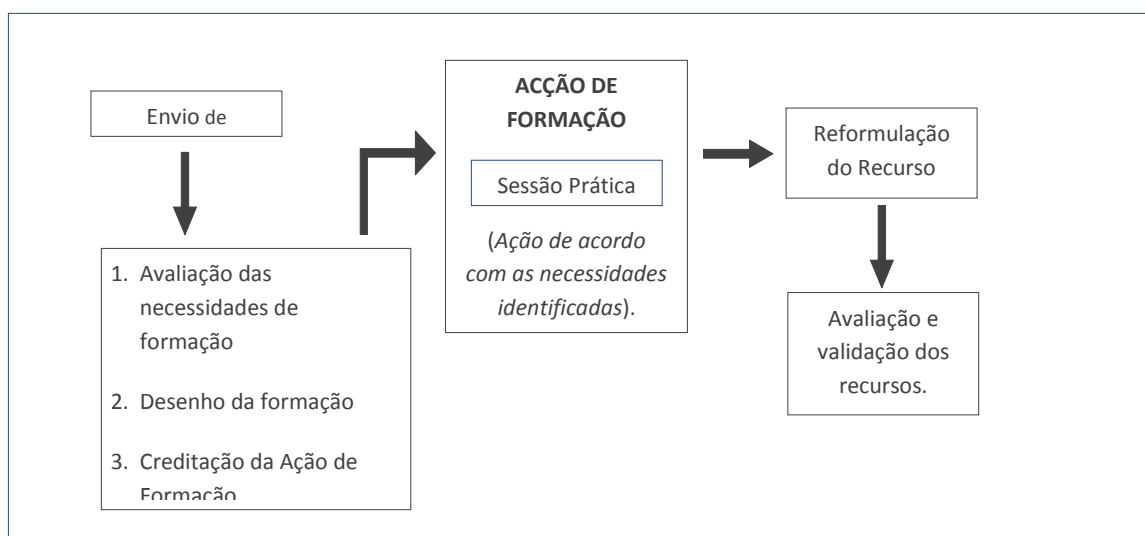 Envio de
1. Avaliação das
necessidades de
formação
2. Desenho da formação
3. Creditação da Ação de
Formação
ACÇÃO DE
FORMAÇÃO
Sessão Prática
(Ação de acordo
com as necessidades
identificadas).
Reformulação
do Recurso
Avaliação e
validação dos
recursos.